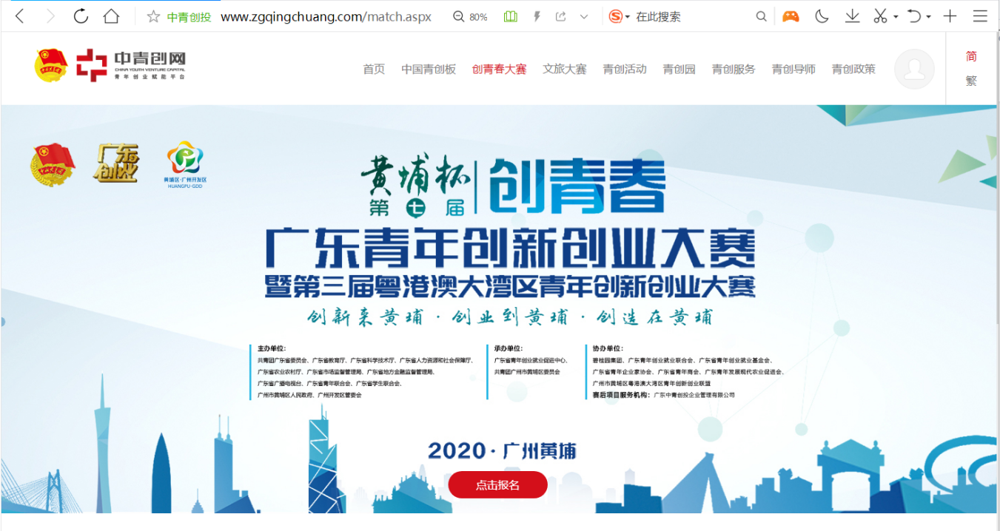 中青创投 www.zgqingchuang.com/match.aspx 80% 在此搜索
中青创网
CHINA YOUTH VENTURE CAPITAL
青年创业赋能平台
首页 中国青创板 创青春大赛 文旅大赛 青创活动 青创园 青创服务 青创导师 青创政策
简
繁
广东
创业
黄埔区·广州开发区
HUANGPU·GDD
黄埔杯 创青春
第七届
广东青年创新创业大赛
暨第三届粤港澳大湾区青年创新创业大赛
创新来黄埔·创业到黄埔·创造在黄埔
主办单位:
共青团广东省委员会、广东省教育厅、广东省科学技术厅、广东省人力资源和社会保障厅、
广东省农业农村厅、广东省市场监督管理局、广东省地方金融监督管理局、
广东省广播电视台、广东省青年联合会、广东省学生联合会、
广州市黄埔区人民政府、广州开发区管委会
承办单位:
广东省青年创业就业促进中心、
共青团广州市黄埔区委员会
协办单位:
碧桂园集团、广东青年创业就业联合会、广东省青年创业就业基金会、
广东省青年企业家协会、广东省青年商会、广东青年发展现代农业促进会、
广州市黄埔区粤港澳大湾区青年创新创业联盟
赛后项目服务机构: 广东中青创投企业管理有限公司
2020·广州黄埔
点击报名